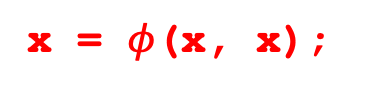 x = ϕ(x, x);